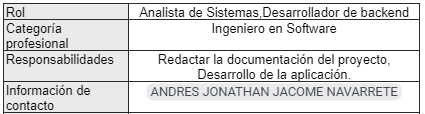 Rol Analista de Sistemas,Desarrollador de backend
Categoría Ingeniero en Software
profesional
Responsabilidades Redactar la documentación del proyecto,
Desarrollo de la aplicación.
Información de ANDRES JONATHAN JACOME NAVARRETE
contacto